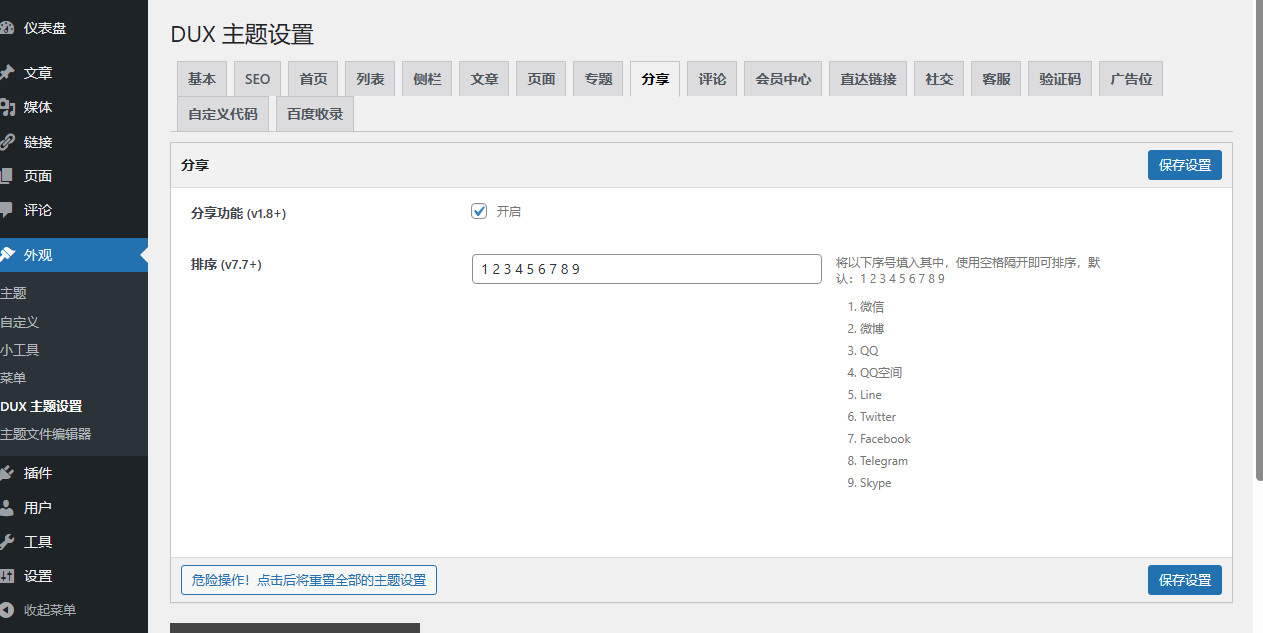 仪表盘
文章
媒体
链接
页面
评论
外观
主题
自定义
小工具
菜单
DUX 主题设置
主题文件编辑器
插件
用户
工具
设置
收起菜单
DUX 主题设置
基本 SEO 首页 列表 侧栏 文章 页面 专题 分享 评论 会员中心 直达链接 社交 客服 验证码 广告位
自定义代码 百度收录
分享 保存设置
分享功能 (v1.8+) 开启
排序 (v7.7+) 1 2 3 4 5 6 7 8 9 将以下序号填入其中，使用空格隔开即可排序，默
认：1 2 3 4 5 6 7 8 9
1. 微信
2. 微博
3. QQ
4. QQ空间
5. Line
6. Twitter
7. Facebook
8. Telegram
9. Skype
危险操作！点击后将重置全部的主题设置 保存设置